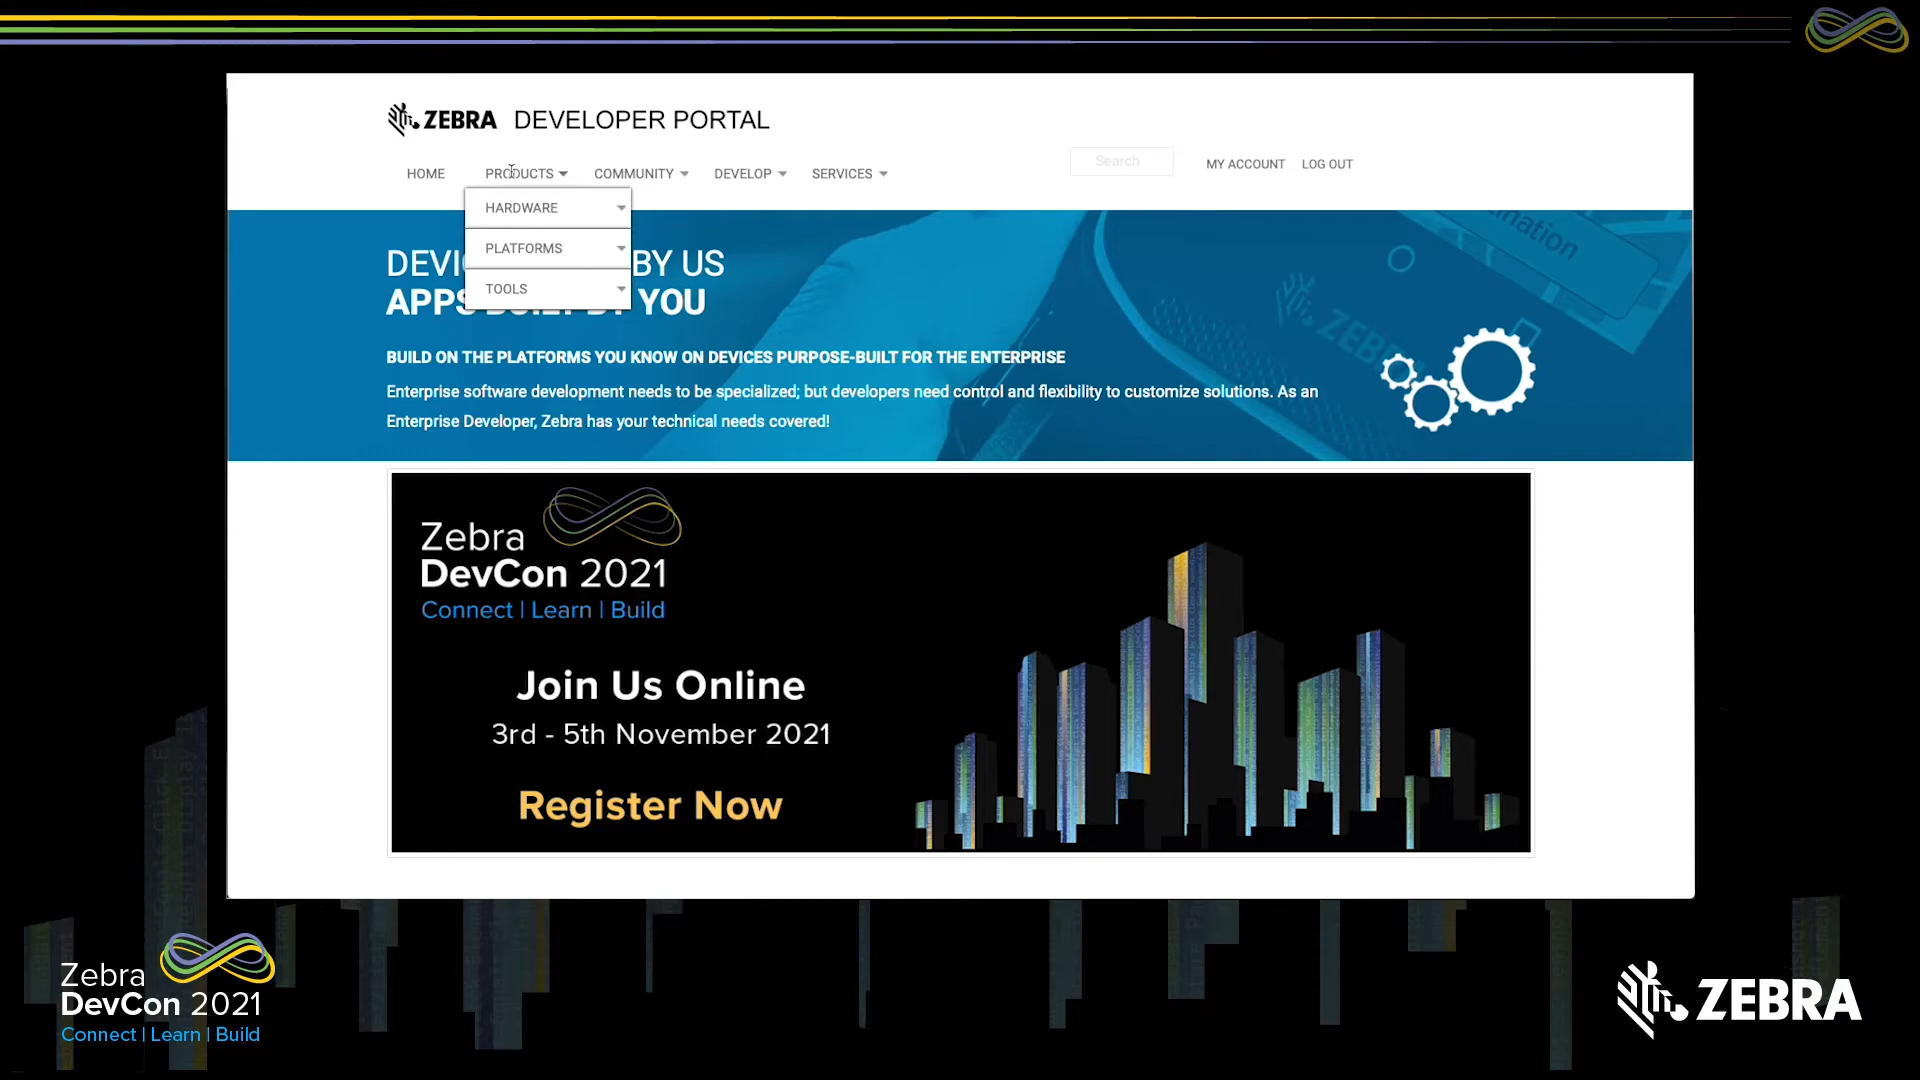 ZEBRA DEVELOPER PORTAL
HOME PRODUCTS COMMUNITY DEVELOP SERVICES
Search
MY ACCOUNT LOG OUT
HARDWARE
PLATFORMS
TOOLS
DEVI BY US
APPS BUILT BY YOU
ZEBRA
BUILD ON THE PLATFORMS YOU KNOW ON DEVICES PURPOSE-BUILT FOR THE ENTERPRISE
Enterprise software development needs to be specialized; but developers need control and flexibility to customize solutions. As an
Enterprise Developer, Zebra has your technical needs covered!
Zebra
DevCon 2021
Connect | Learn | Build
Join Us Online
3rd - 5th November 2021
Register Now
Zebra
DevCon 2021
Connect | Learn | Build
ZEBRA